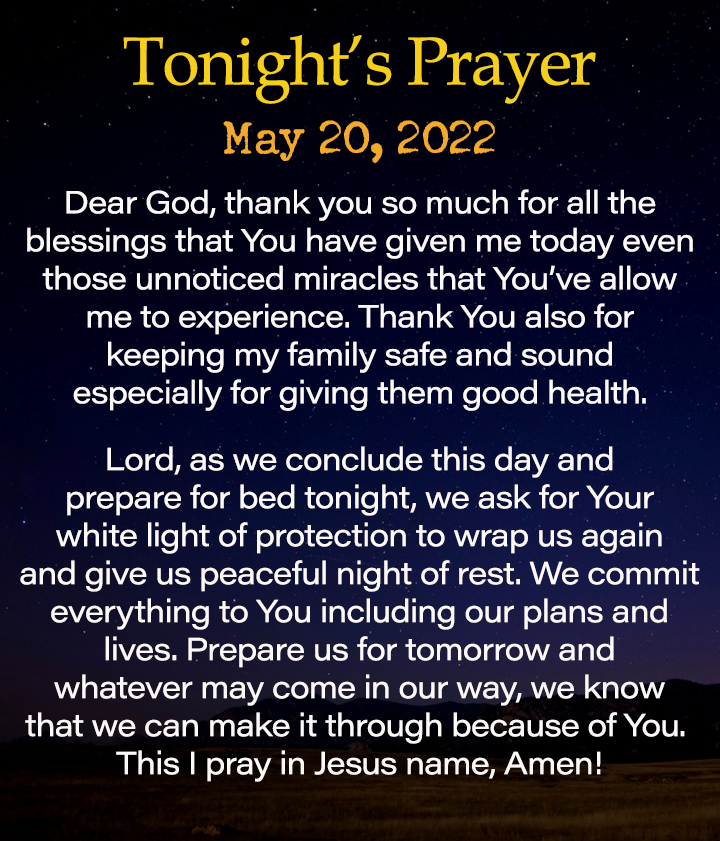 Tonight's Prayer
May 20, 2022
Dear God, thank you so much for all the
blessings that You have given me today even
those unnoticed miracles that You've allow
me to experience. Thank You also for
keeping my family safe and sound
especially for giving them good health.
Lord, as we conclude this day and
prepare for bed tonight, we ask for Your
white light of protection to wrap us again
and give us peaceful night of rest. We commit
everything to You including our plans and
lives. Prepare us for tomorrow and
whatever may come in our way, we know
that we can make it through because of You.
This I pray in Jesus name, Amen!